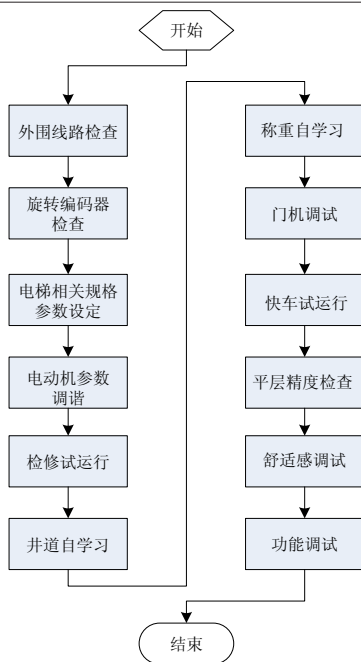 开始
外围线路检查
旋转编码器
检查
电梯相关规格
参数设定
电动机参数
调谐
检修试运行
井道自学习
称重自学习
门机调试
快车试运行
平层精度检查
舒适感调试
功能调试
结束